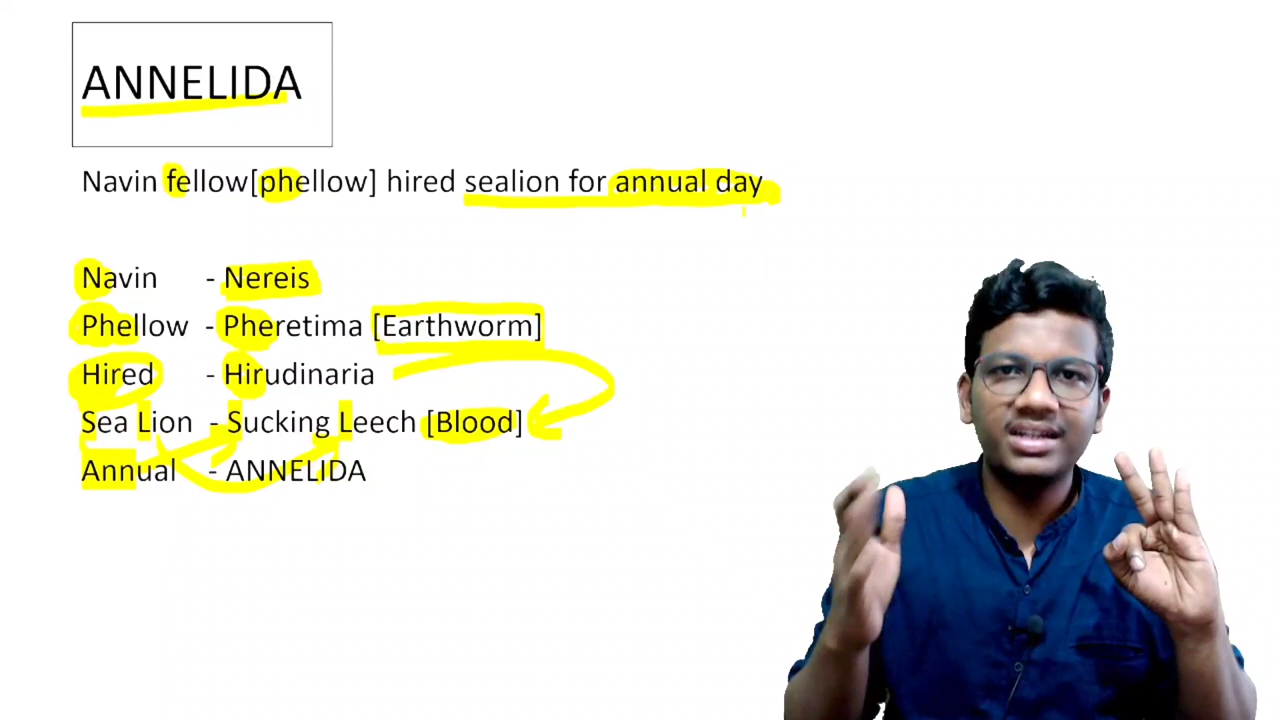 ANNELIDA
Navin fellow[phellow] hired sealion for annual day
Navin - Nereis
Phellow - Pheretima [Earthworm]
Hired - Hirudinaria
Sea Lion - Sucking Leech [Blood]
Annual - ANNELIDA